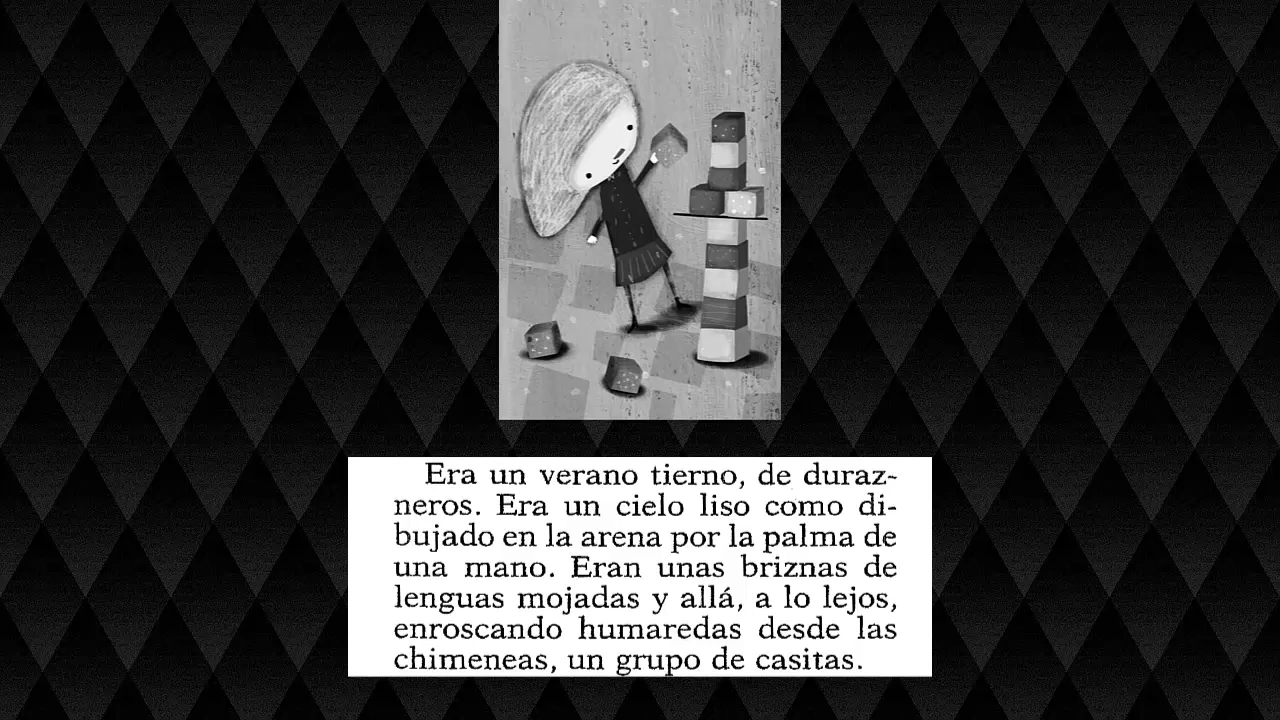 Era un verano tierno, de duraz-
neros. Era un cielo liso como di-
bujado en la arena por la palma de
una mano. Eran unas briznas de
lenguas mojadas y allá, a lo lejos,
enroscando humaredas desde las
chimeneas, un grupo de casitas.